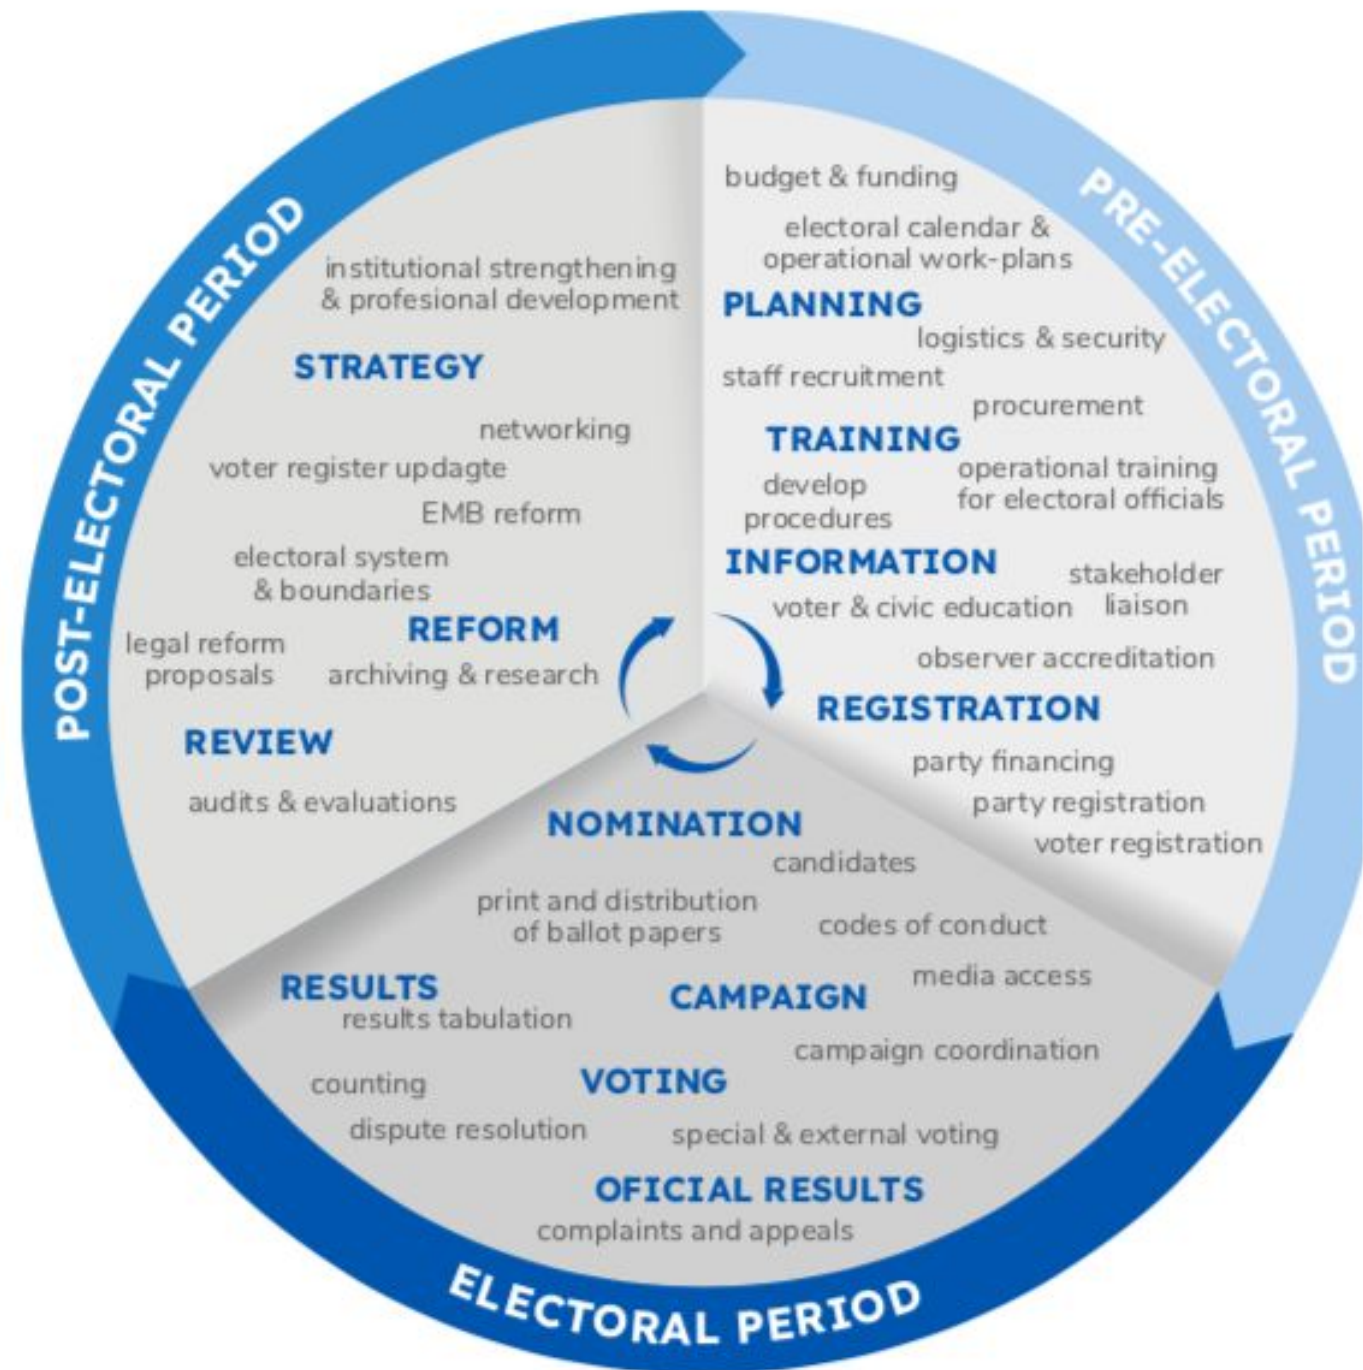 POST-ELECTORAL PERIOD
institutional strengthening
& profesional development
STRATEGY
networking
voter register updagte
EMB reform
electoral system
& boundaries
REFORM
legal reform
proposals
archiving & research
REVIEW
audits & evaluations
PRE-ELECTORAL PERIOD
budget & funding
electoral calendar &
operational work-plans
PLANNING
logistics & security
staff recruitment
procurement
TRAINING
operational training
for electoral officials
develop
procedures
INFORMATION
stakeholder
liaison
voter & civic education
observer accreditation
REGISTRATION
party financing
party registration
voter registration
NOMINATION
candidates
print and distribution
of ballot papers
codes of conduct
media access
RESULTS
results tabulation
CAMPAIGN
campaign coordination
counting
VOTING
dispute resolution
special & external voting
OFICIAL RESULTS
complaints and appeals
ELECTORAL PERIOD